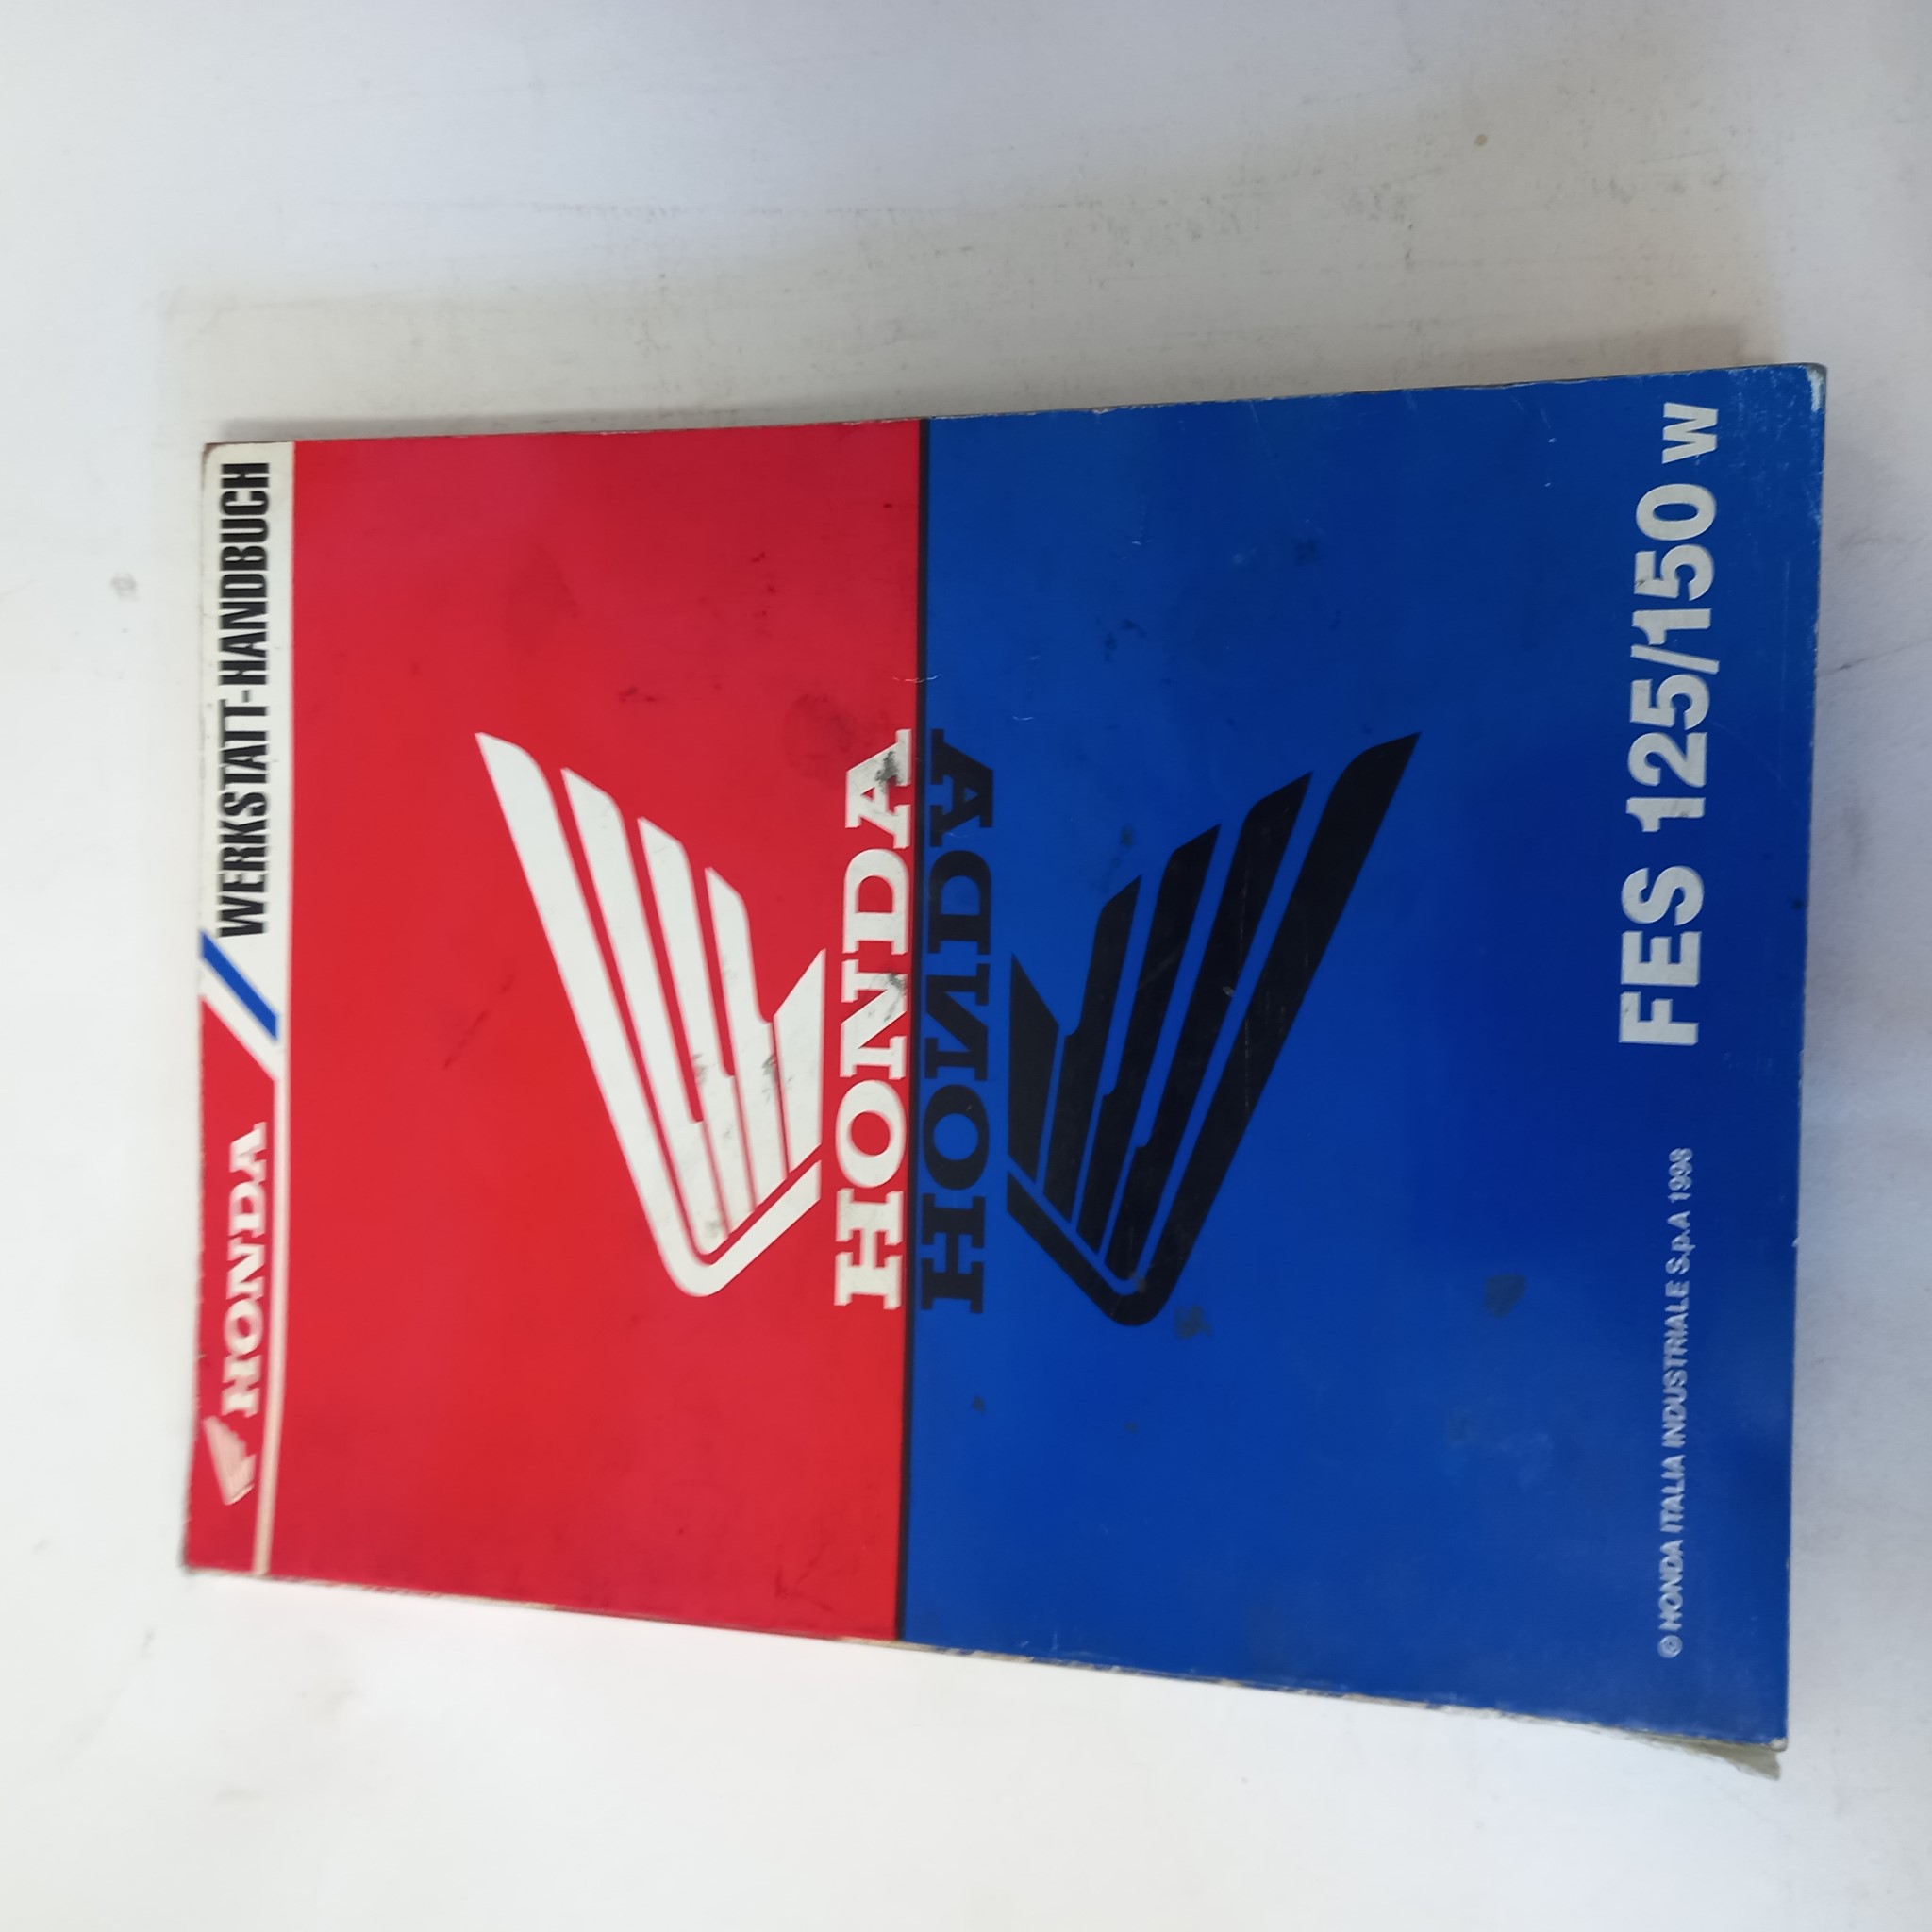 HONDA
WERKSTATT-HANDBUCH
HONDA
HONDA
© HONDA ITALIA INDUSTRIALE S.p.A 1998
FES 125/150 W